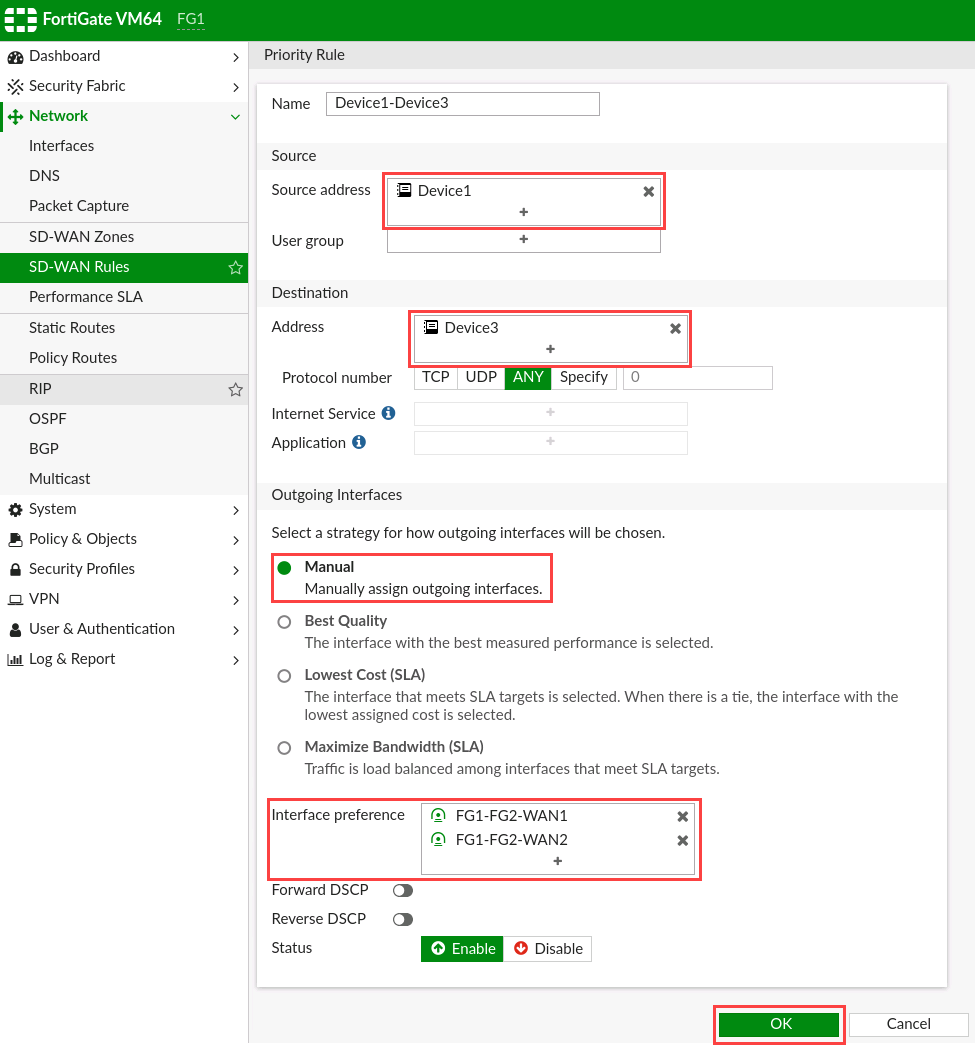 FortiGate VM64 FG1
Dashboard
Security Fabric
Network
Interfaces
DNS
Packet Capture
SD-WAN Zones
SD-WAN Rules
Performance SLA
Static Routes
Policy Routes
RIP
OSPF
BGP
Multicast
System
Policy & Objects
Security Profiles
VPN
User & Authentication
Log & Report
Priority Rule
Name Device1-Device3
Source
Source address Device1
User group
Destination
Address Device3
Protocol number TCP UDP ANY Specify 0
Internet Service
Application
Outgoing Interfaces
Select a strategy for how outgoing interfaces will be chosen.
Manual
Manually assign outgoing interfaces.
Best Quality
The interface with the best measured performance is selected.
Lowest Cost (SLA)
The interface that meets SLA targets is selected. When there is a tie, the interface with the
lowest assigned cost is selected.
Maximize Bandwidth (SLA)
Traffic is load balanced among interfaces that meet SLA targets.
Interface preference FG1-FG2-WAN1
FG1-FG2-WAN2
Forward DSCP
Reverse DSCP
Status Enable Disable
OK Cancel